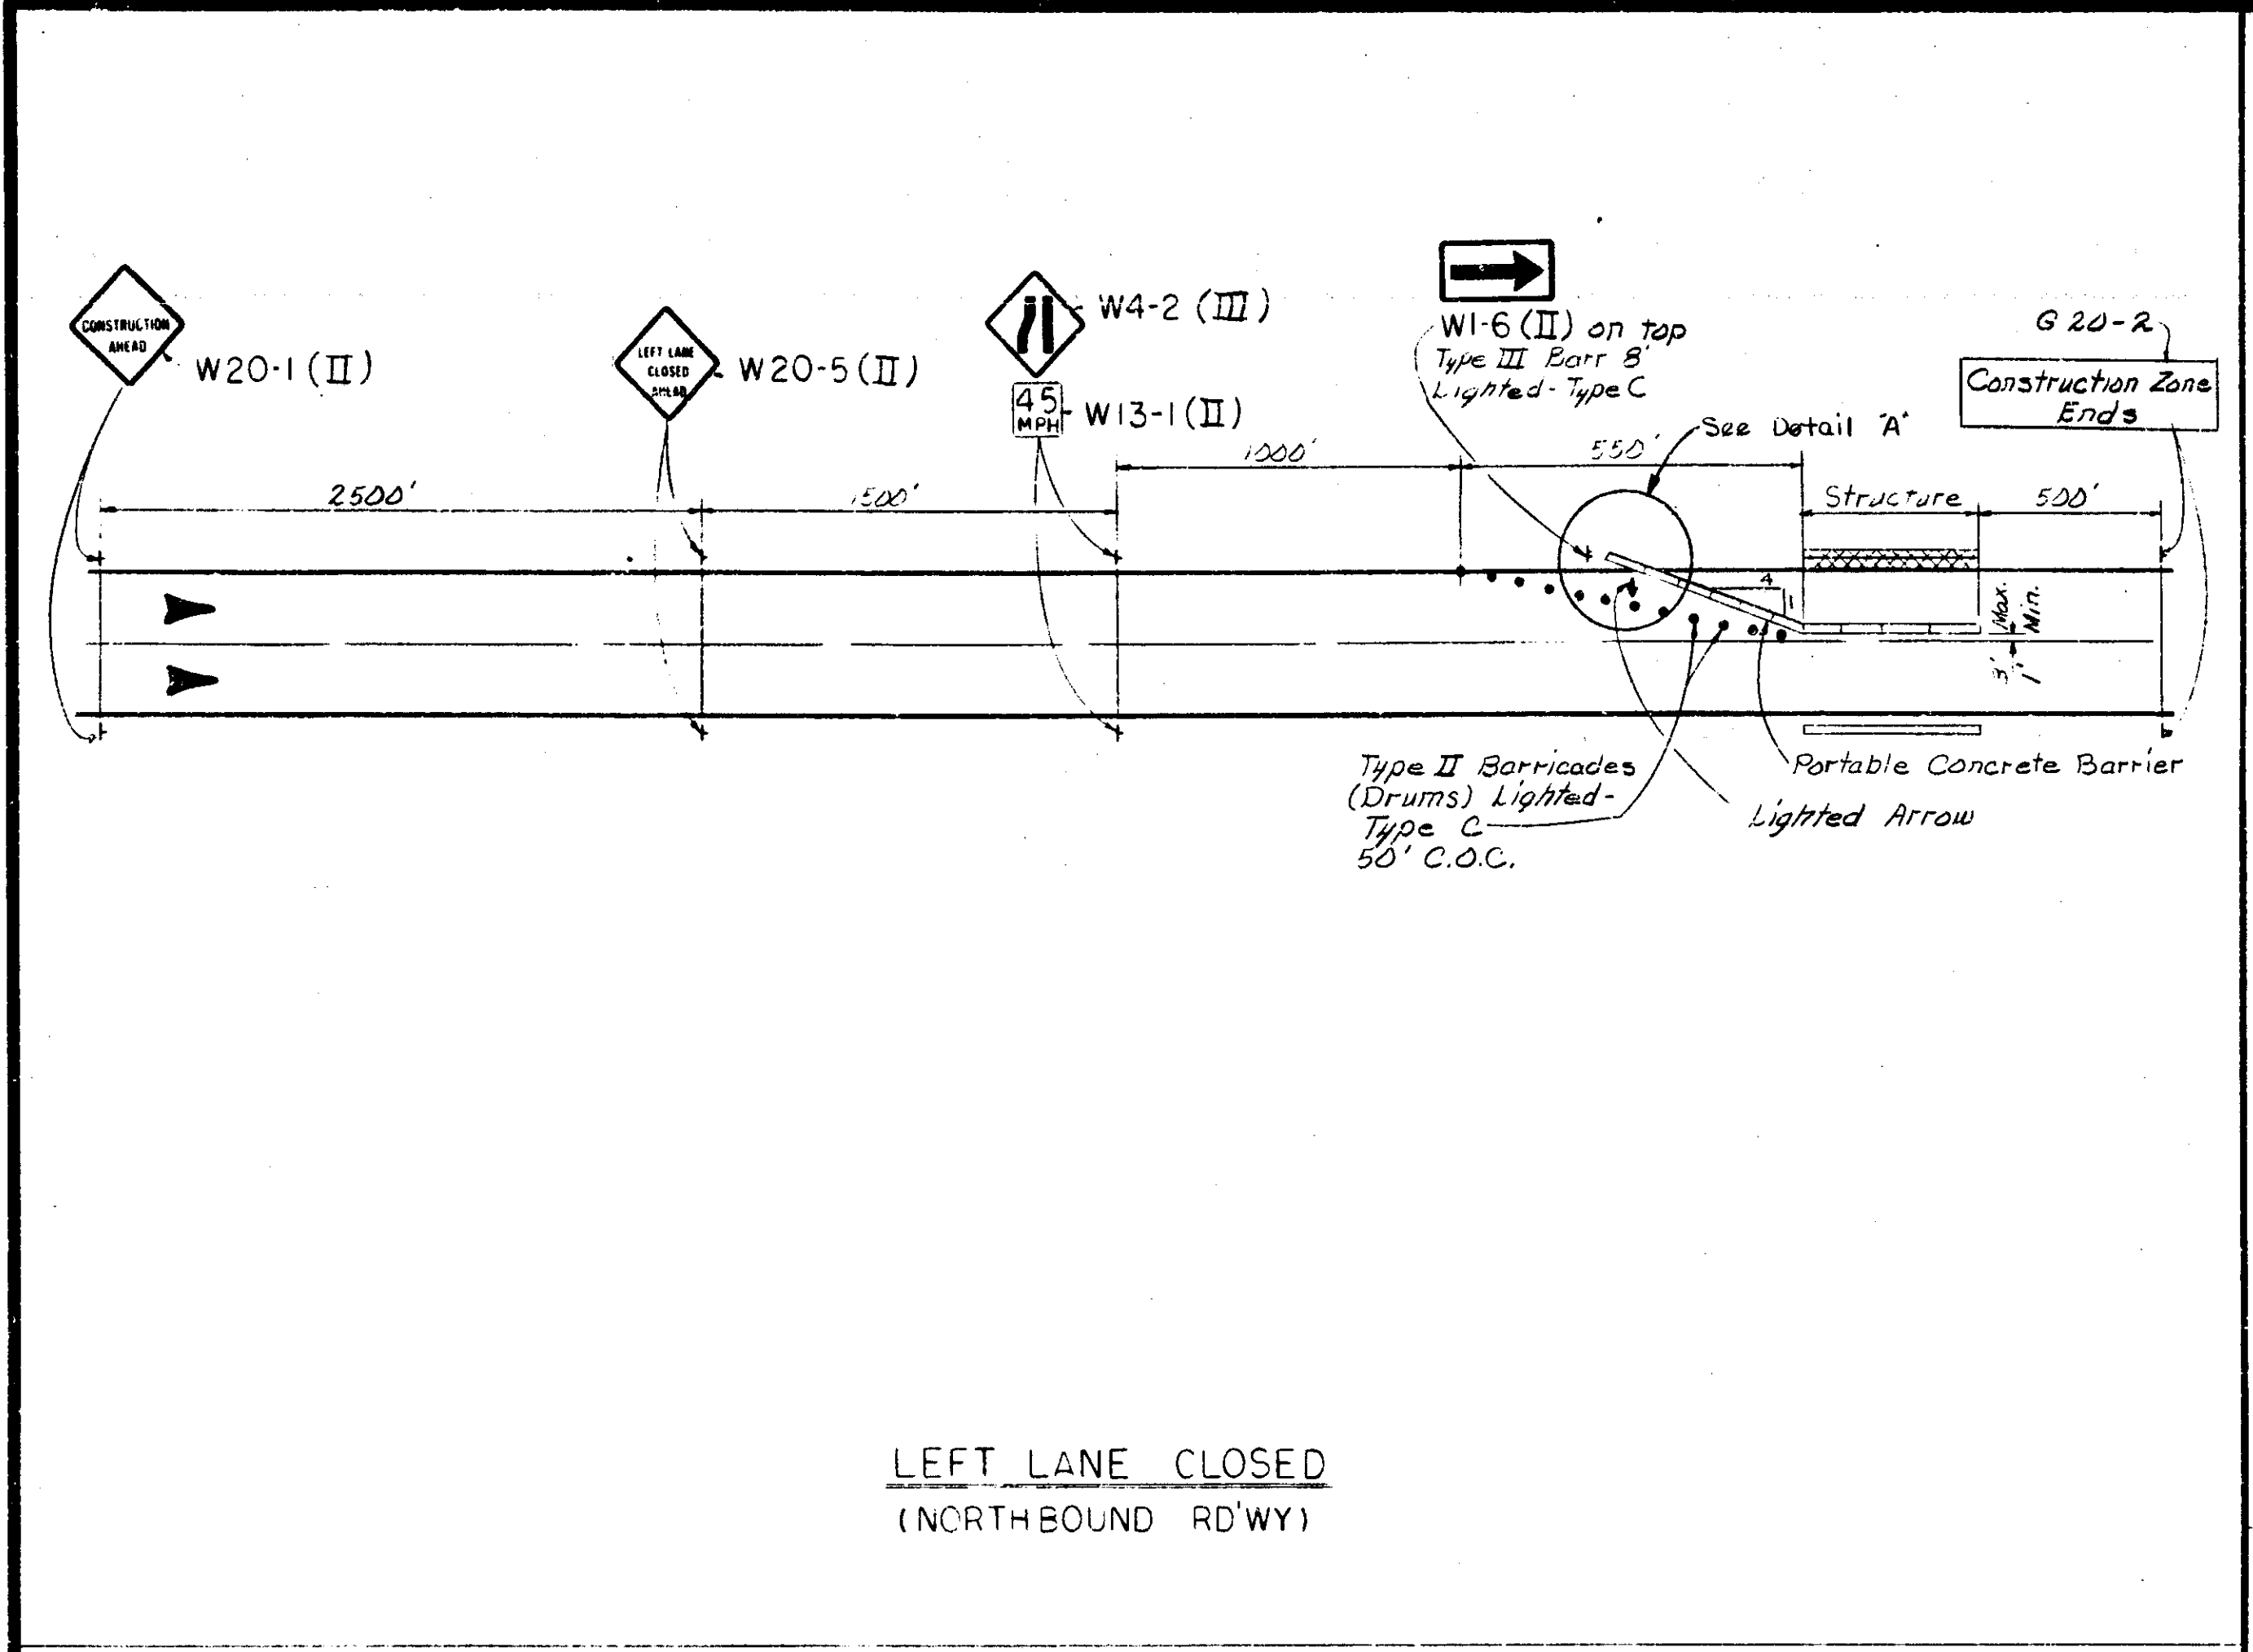 CONSTRUCTION
AHEAD
W20-1 (II)
LEFT LANE
CLOSED
AHEAD
W20-5 (II)
W4-2 (III)
45
MPH
W13-1 (II)
W1-6 (II) on top
Type III Barr 8'
Lighted - Type C
G 20-2
Construction Zone
Ends
See Detail "A"
2500'
1500'
1000'
550'
Structure
500'
4
1
3' Max.
1' Min.
Type II Barricades
(Drums) Lighted-
Type C
50' C.O.C.
Portable Concrete Barrier
Lighted Arrow
LEFT LANE CLOSED
(NORTHBOUND RD'WY)